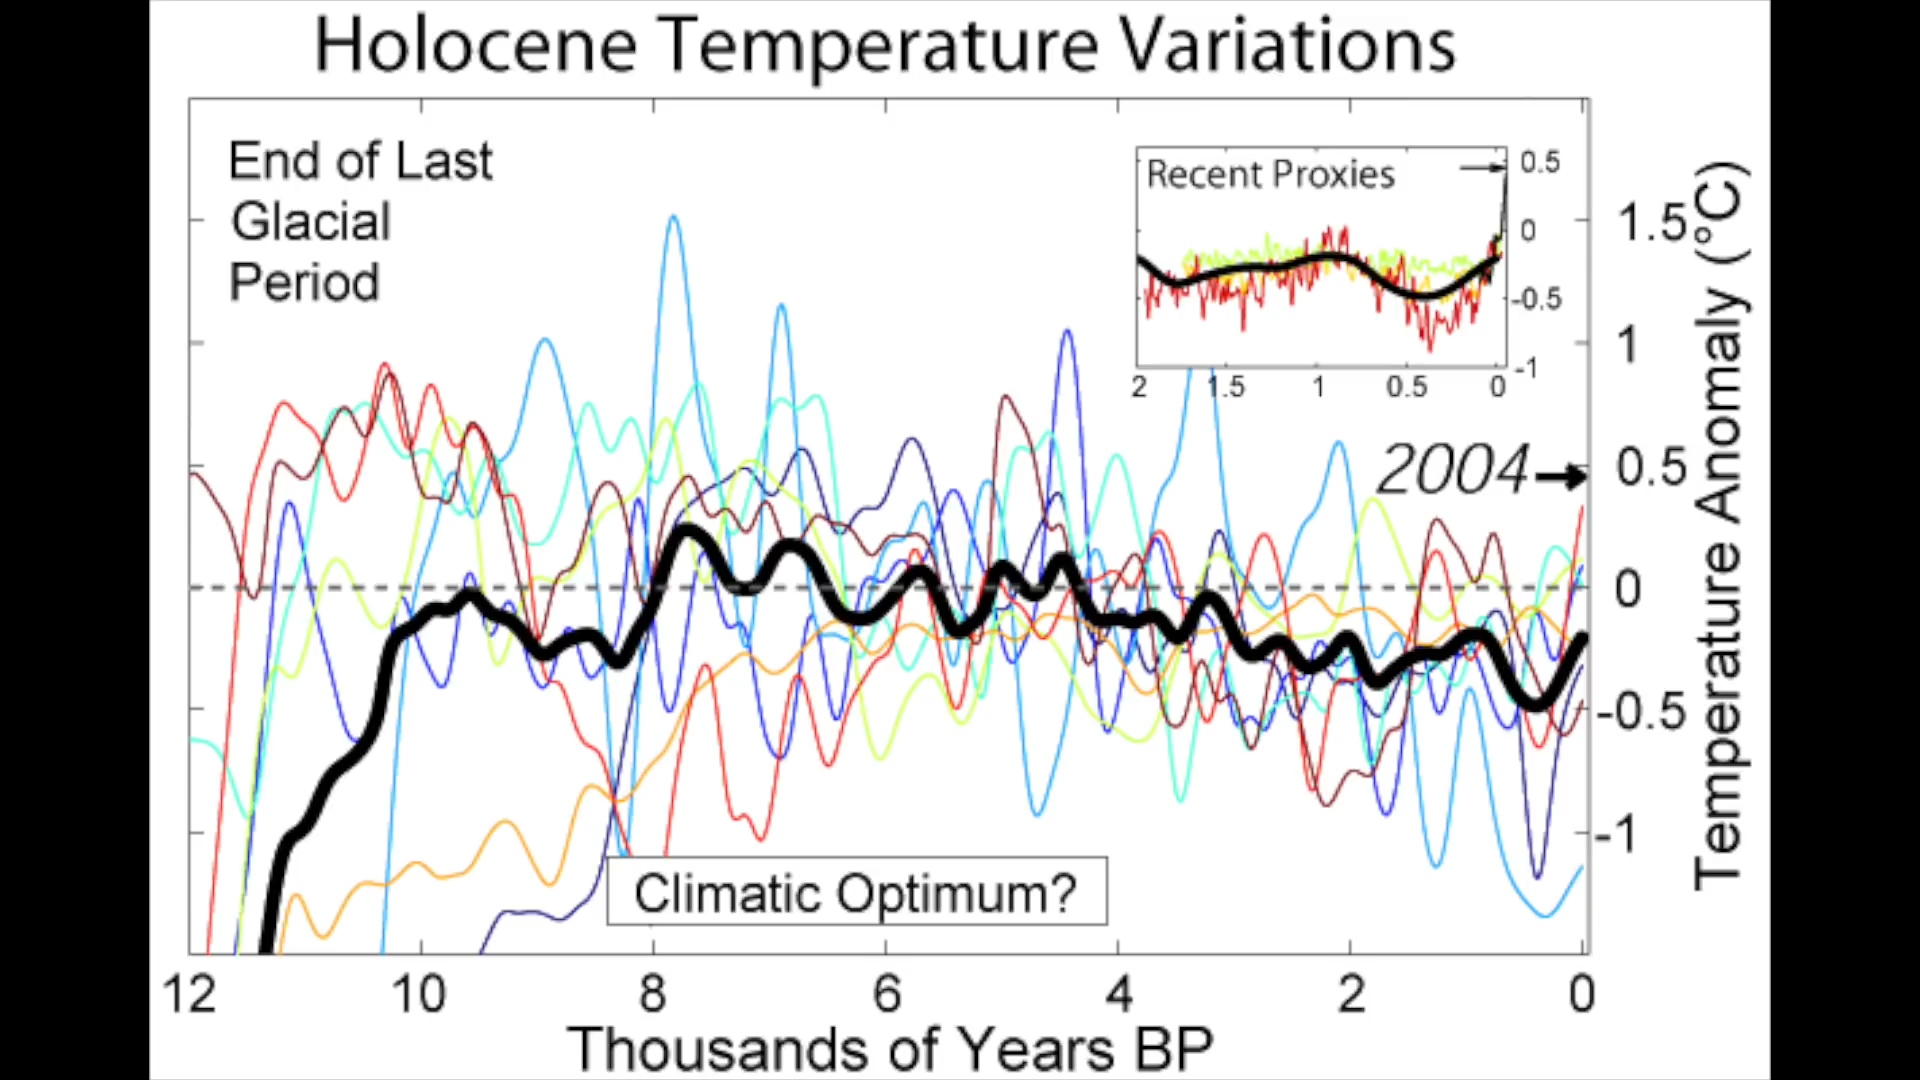 Holocene Temperature Variations
End of Last
Glacial
Period
Recent Proxies
0.5
0
-0.5
-1
2 1.5 1 0.5 0
2004
1.5
1
0.5
0
-0.5
-1
Temperature Anomaly (°C)
Climatic Optimum?
12 10 8 6 4 2 0
Thousands of Years BP